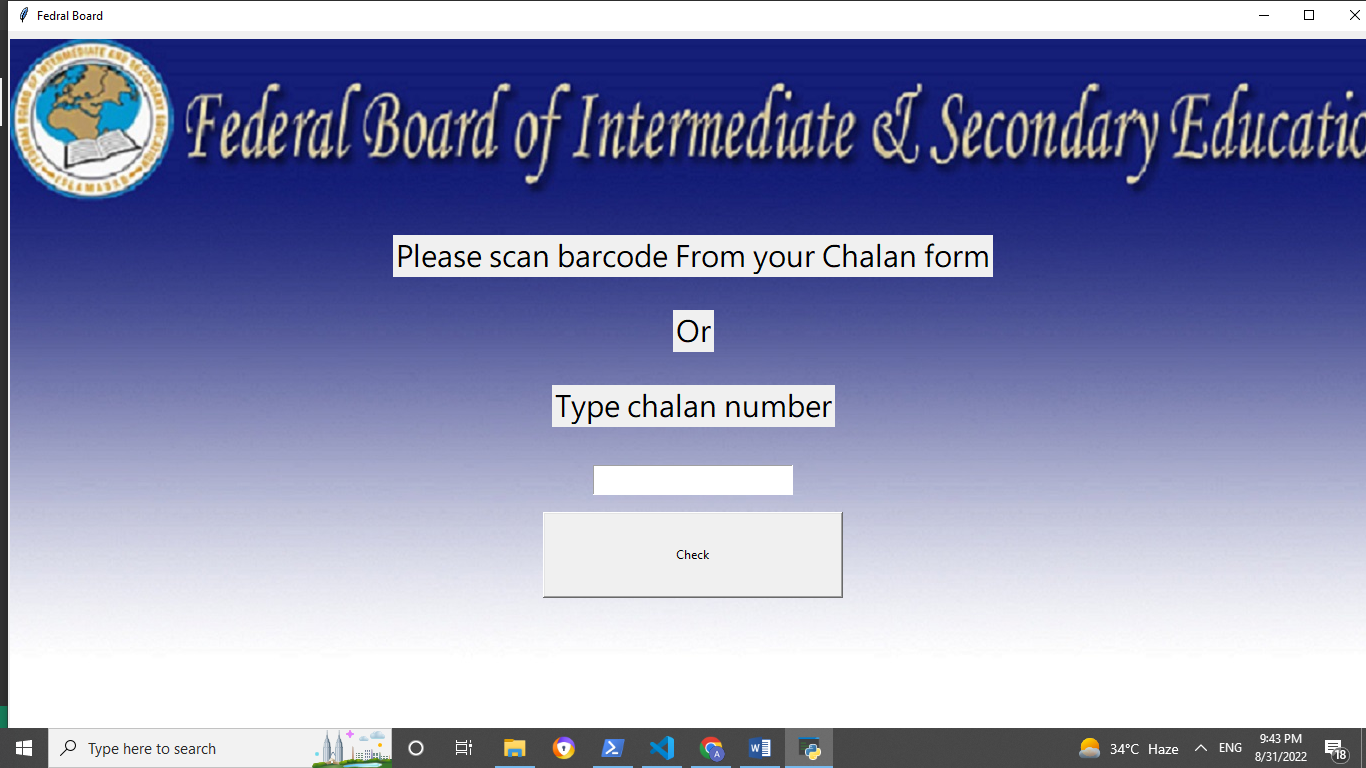 Fedral Board
FEDERAL BOARD OF INTERMEDIATE AND SECONDARY EDUCATION
ISLAMABAD
Federal Board of Intermediate & Secondary Educatio
Please scan barcode From your Chalan form
Or
Type chalan number
Check
Type here to search
34°C Haze
ENG
9:43 PM
8/31/2022
18